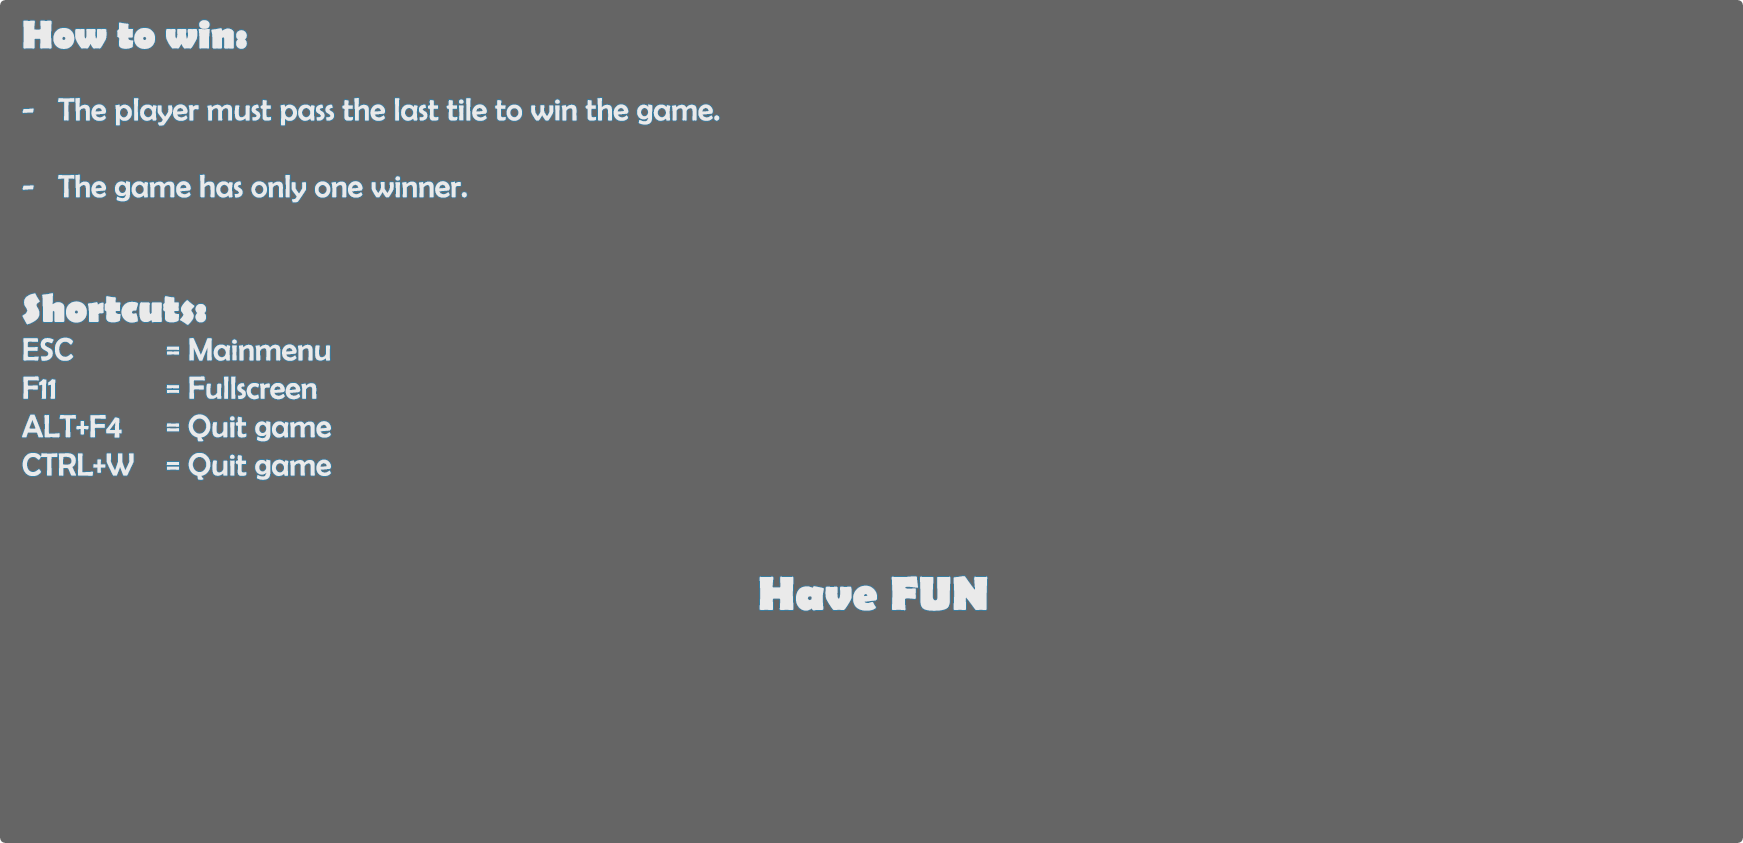 How to win:
- The player must pass the last tile to win the game.
- The game has only one winner.
Shortcuts:
ESC = Mainmenu
F11 = Fullscreen
ALT+F4 = Quit game
CTRL+W = Quit game
Have FUN